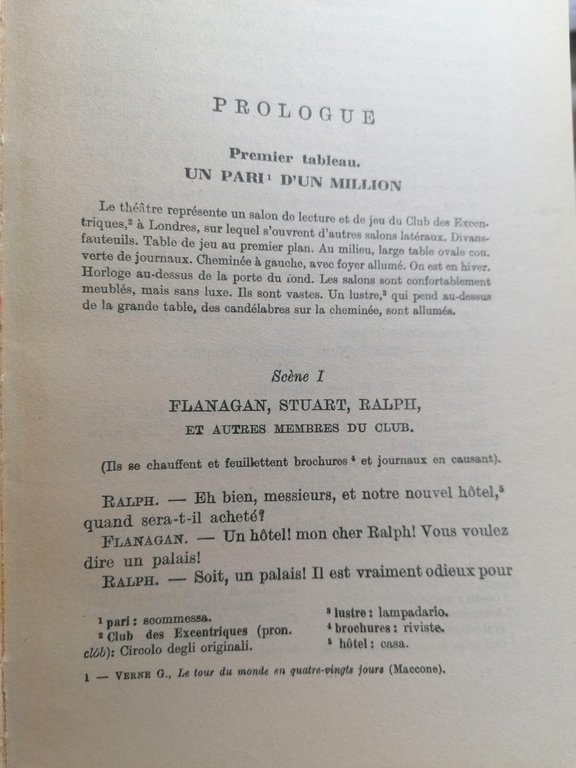 PROLOGUE
Premier tableau.
UN PARI¹ D'UN MILLION
Le théâtre représente un salon de lecture et de jeu du Club des Excen-
triques,² à Londres, sur lequel s'ouvrent d'autres salons latéraux. Divans-
fauteuils. Table de jeu au premier plan. Au milieu, large table ovale cou.
verte de journaux. Cheminée à gauche, avec foyer allumé. On est en hiver.
Horloge au-dessus de la porte du fond. Les salons sont confortablement
meublés, mais sans luxe. Ils sont vastes. Un lustre,³ qui pend au-dessus
de la grande table, des candélabres sur la cheminée, sont allumés.
Scène I
FLANAGAN, STUART, RALPH,
ET AUTRES MEMBRES DU CLUB.
(Ils se chauffent et feuillettent brochures⁴ et journaux en causant).
RALPH. — Eh bien, messieurs, et notre nouvel hôtel,⁵
quand sera-t-il acheté?
FLANAGAN. — Un hôtel! mon cher Ralph! Vous voulez
dire un palais!
RALPH. — Soit, un palais! Il est vraiment odieux pour
¹ pari: scommessa.
² Club des Excentriques (pron.
clöb): Circolo degli originali.
³ lustre: lampadario.
⁴ brochures: riviste.
⁵ hôtel: casa.
1 — VERNE G., Le tour du monde en quatre-vingts jours (Maccone).